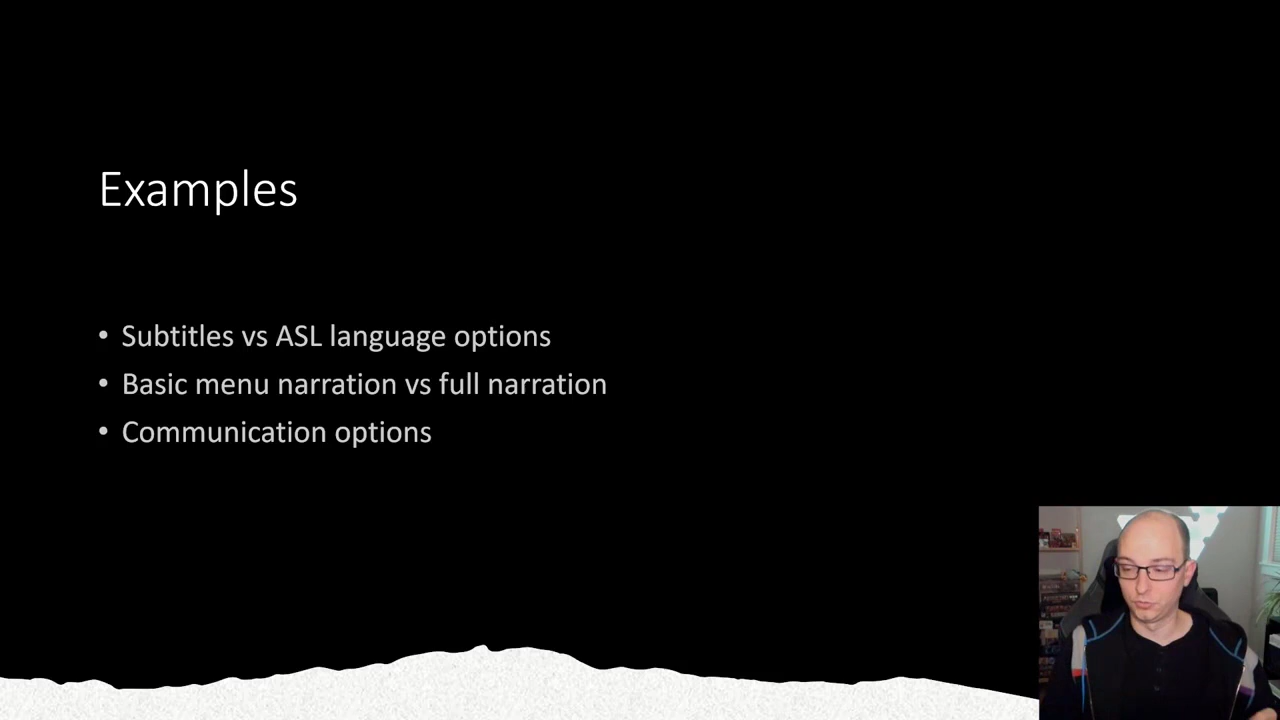 Examples
• Subtitles vs ASL language options
• Basic menu narration vs full narration
• Communication options